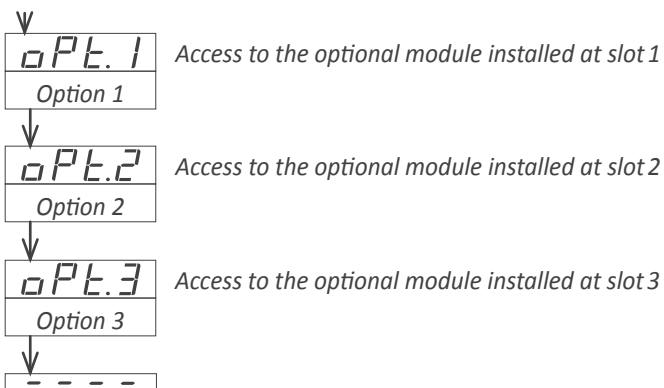 oPt.1
Access to the optional module installed at slot 1
Option 1
oPt.2
Access to the optional module installed at slot 2
Option 2
oPt.3
Access to the optional module installed at slot 3
Option 3